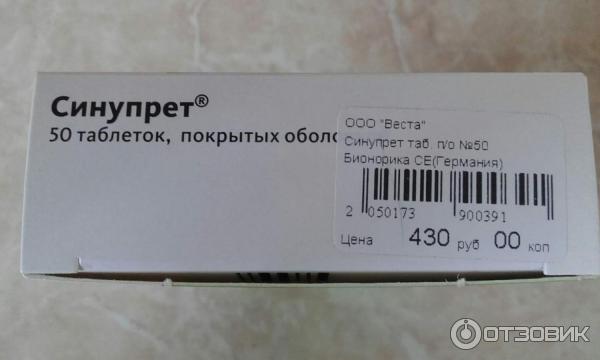 Синупрет®
50 таблеток, покрытых
ООО "Веста"
Синупрет таб. п/о №50
Бионорика СЕ(Германия)
2 050173 900391
Цена 430 руб 00 коп
ОТЗОВИК